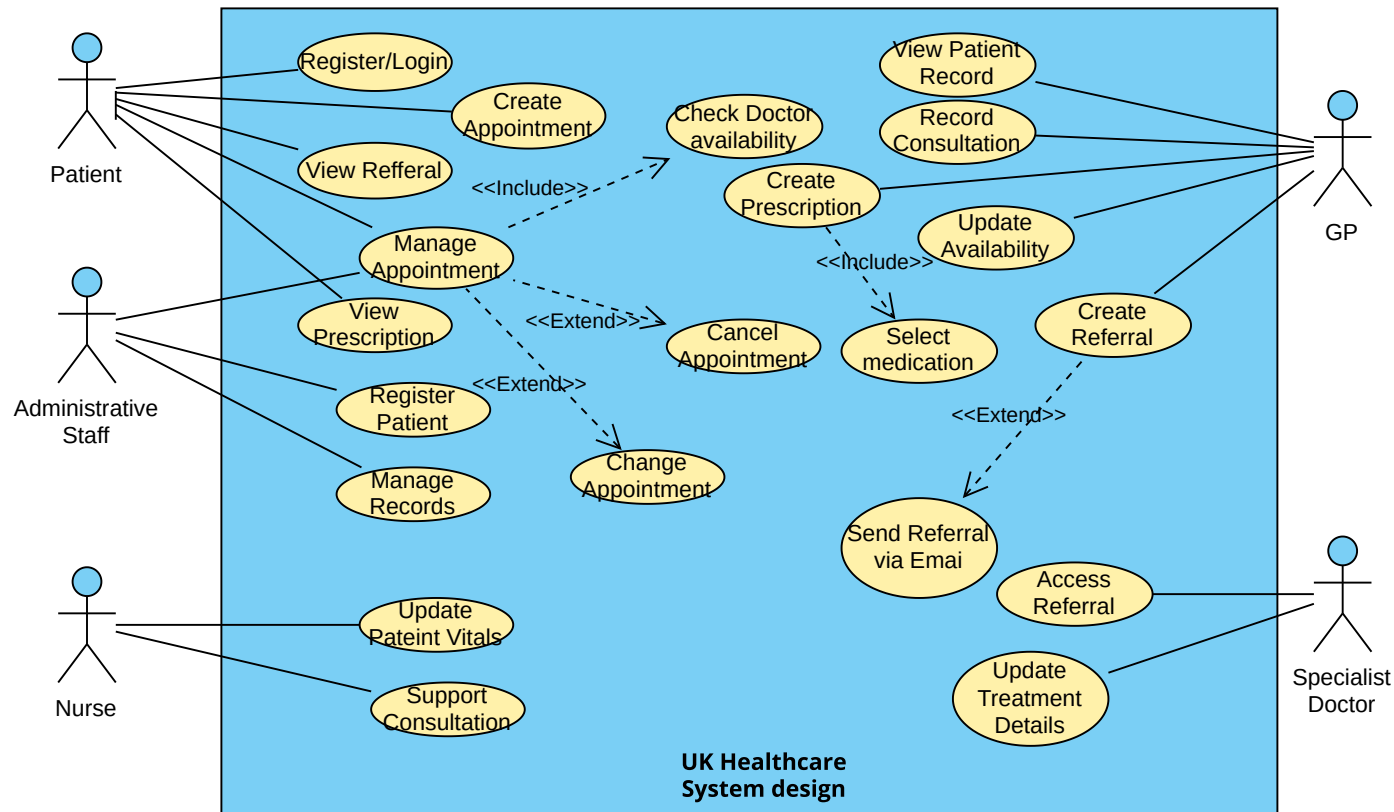 Register/Login
View Patient
Record
Create
Appointment
Check Doctor
availability
Record
Consultation
Patient
View Refferal
<<Include>>
Create
Prescription
GP
Manage
Appointment
Update
Availability
<<Include>>
View
Prescription
<<Extend>>
Cancel
Appointment
Select
medication
Create
Referral
Administrative
Staff
Register
Patient
<<Extend>>
<<Extend>>
Manage
Records
Change
Appointment
Send Referral
via Emai
Access
Referral
Nurse
Update
Pateint Vitals
Support
Consultation
Update
Treatment
Details
Specialist
Doctor
UK Healthcare
System design